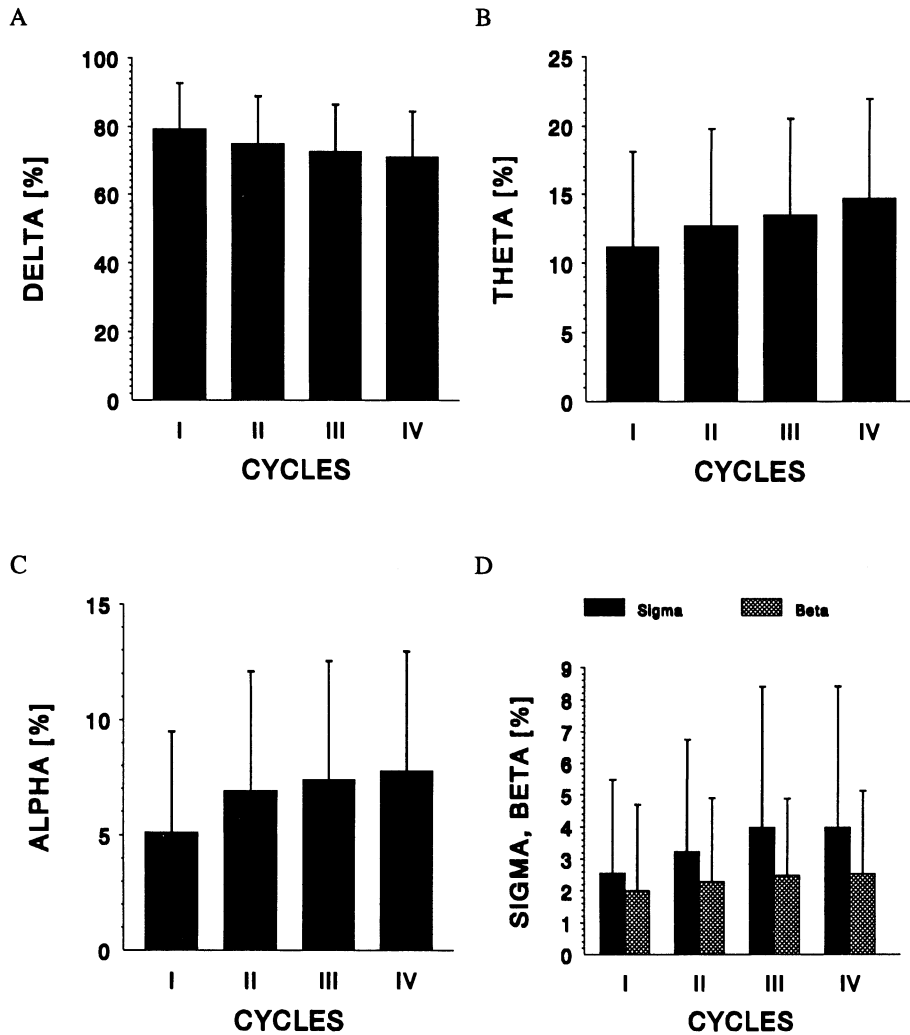 A
DELTA [%]
100
80
60
40
20
0
I II III IV
CYCLES
B
THETA [%]
25
20
15
10
5
0
I II III IV
CYCLES
C
ALPHA [%]
15
10
5
0
I II III IV
CYCLES
D
Sigma Beta
SIGMA, BETA [%]
9
8
7
6
5
4
3
2
1
0
I II III IV
CYCLES